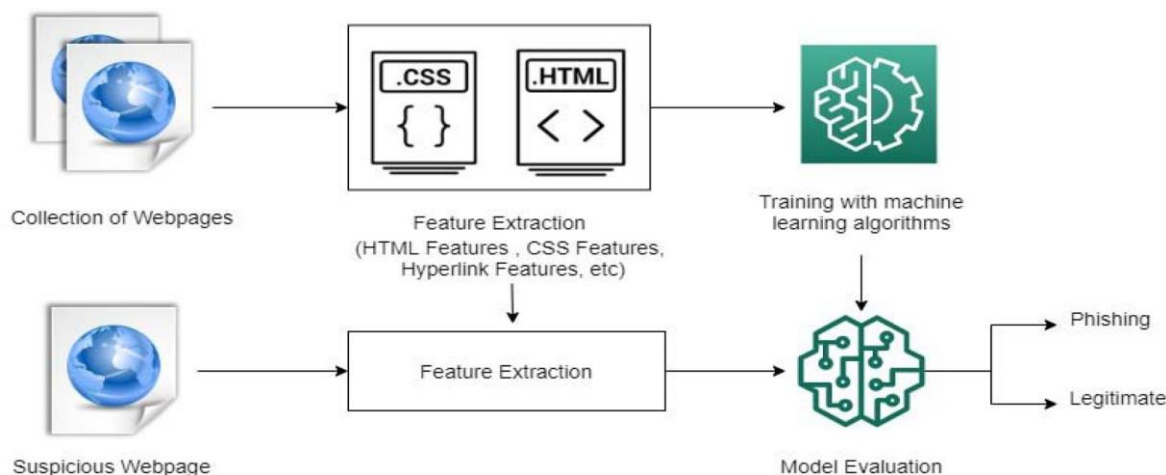 .CSS
{ }
.HTML
< >
Collection of Webpages
Feature Extraction
(HTML Features , CSS Features,
Hyperlink Features, etc)
Training with machine
learning algorithms
Feature Extraction
Phishing
Legitimate
Suspicious Webpage
Model Evaluation